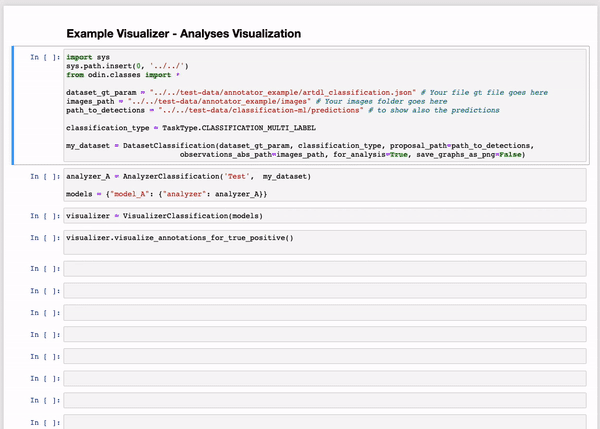 Example Visualizer - Analyses Visualization
In [ ]: import sys
sys.path.insert(0, '../../')
from odin.classes import *
dataset_gt_param = "../../test-data/annotator_example/artdl_classification.json" # Your file gt file goes here
images_path = "../../test-data/annotator_example/images" # Your images folder goes here
path_to_detections = "../../test-data/classification-ml/predictions" # to show also the predictions
classification_type = TaskType.CLASSIFICATION_MULTI_LABEL
my_dataset = DatasetClassification(dataset_gt_param, classification_type, proposal_path=path_to_detections,
observations_abs_path=images_path, for_analysis=True, save_graphs_as_png=False)
In [ ]: analyzer_A = AnalyzerClassification('Test', my_dataset)
models = {"model_A": {"analyzer": analyzer_A}}
In [ ]: visualizer = VisualizerClassification(models)
In [ ]: visualizer.visualize_annotations_for_true_positive()
In [ ]:
In [ ]:
In [ ]:
In [ ]:
In [ ]:
In [ ]:
In [ ]:
In [ ]: